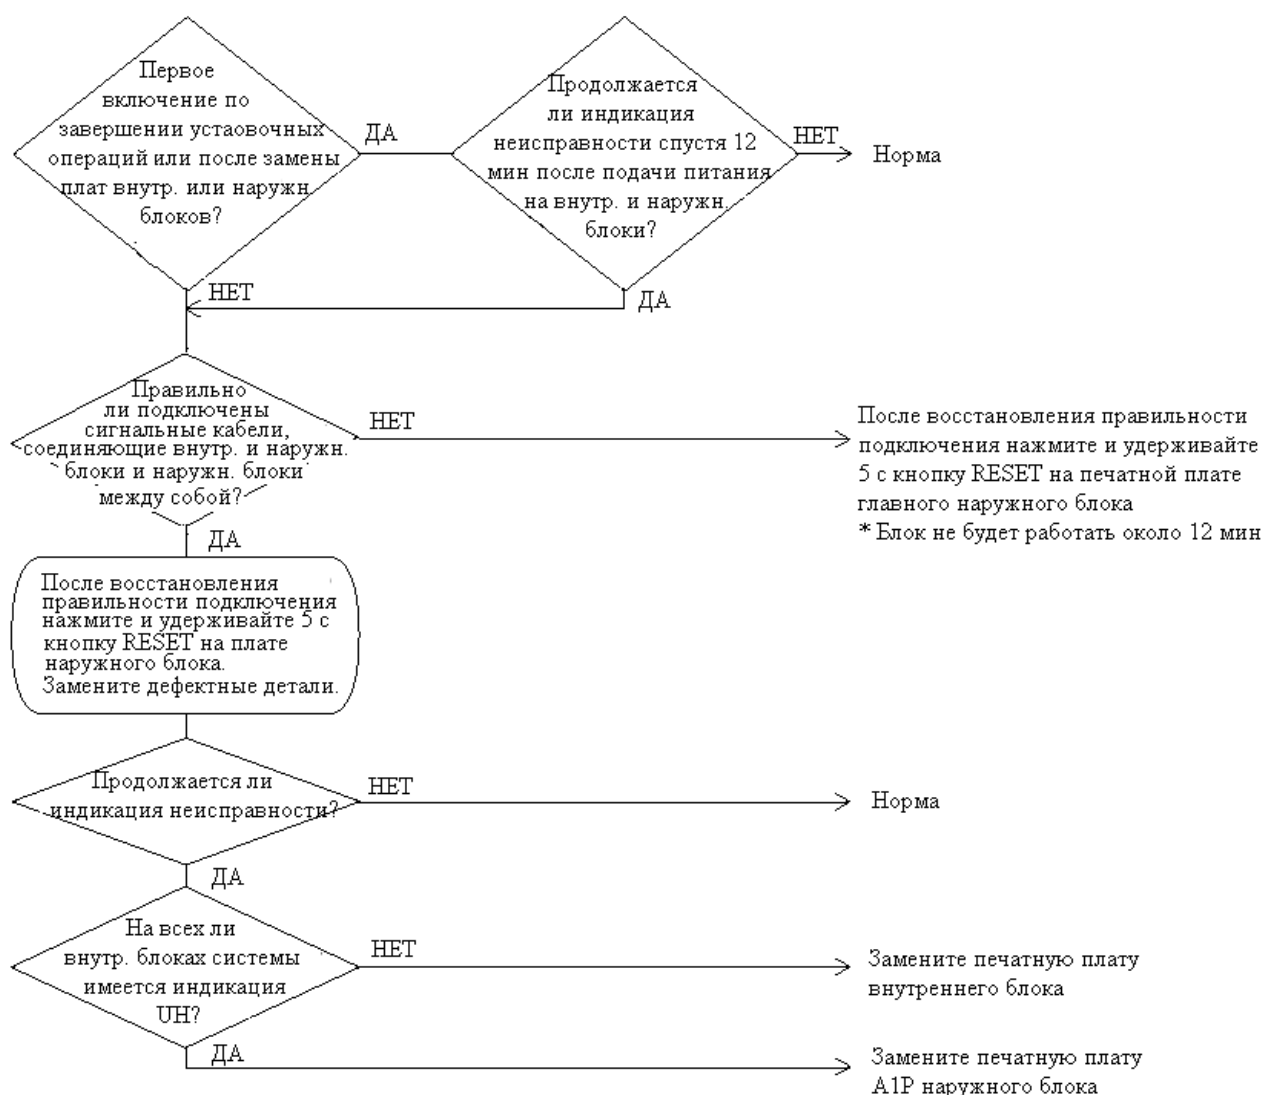 Первое
включение по
завершении устаовочных
операций или после замены
плат внутр. или наружн.
блоков?
ДА
Продолжается
ли индикация
неисправности спустя 12
мин после подачи питания
на внутр. и наружн.
блоки?
НЕТ
Норма
НЕТ
ДА
Правильно
ли подключены
сигнальные кабели,
соединяющие внутр. и наружн.
блоки и наружн. блоки
между собой?
НЕТ
После восстановления правильности
подключения нажмите и удерживайте
5 с кнопку RESET на печатной плате
главного наружного блока
* Блок не будет работать около 12 мин
ДА
После восстановления
правильности подключения
нажмите и удерживайте 5 с
кнопку RESET на плате
наружного блока.
Замените дефектные детали.
Продолжается ли
индикация неисправности?
НЕТ
Норма
ДА
На всех ли
внутр. блоках системы
имеется индикация
UH?
НЕТ
Замените печатную плату
внутреннего блока
ДА
Замените печатную плату
A1P наружного блока